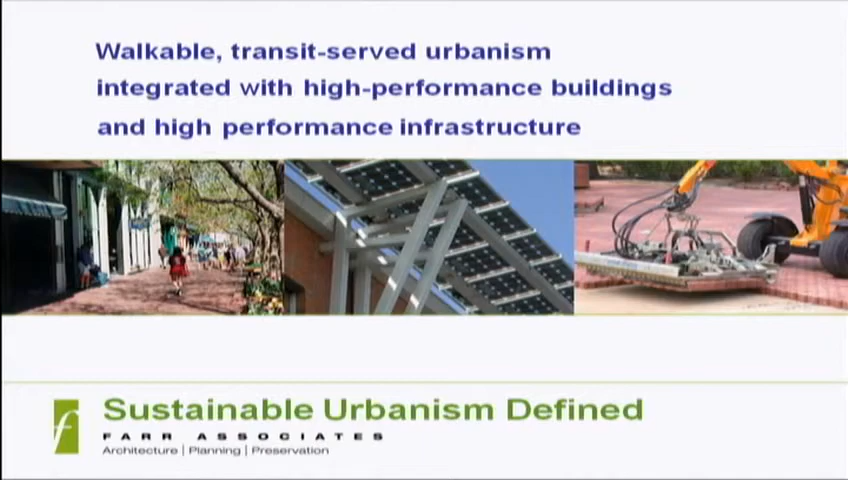 Walkable, transit-served urbanism
integrated with high-performance buildings
and high performance infrastructure
Sustainable Urbanism Defined
f
FARR ASSOCIATES
Architecture | Planning | Preservation